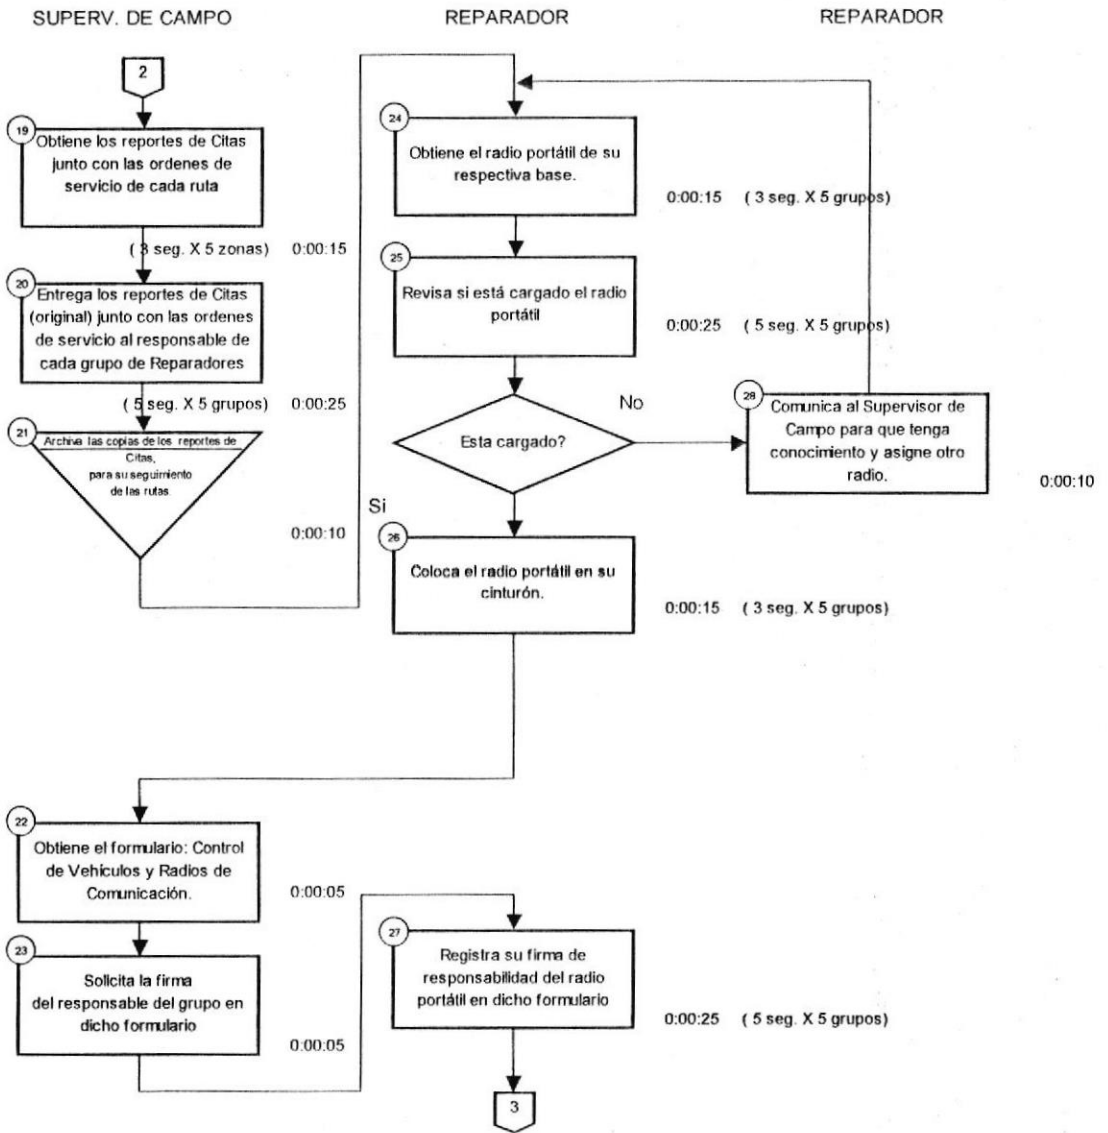 SUPERV. DE CAMPO
REPARADOR
REPARADOR
2
19
Obtiene los reportes de Citas
junto con las ordenes de
servicio de cada ruta
( 3 seg. X 5 zonas) 0:00:15
20
Entrega los reportes de Citas
(original) junto con las ordenes
de servicio al responsable de
cada grupo de Reparadores
( 5 seg. X 5 grupos) 0:00:25
21
Archiva las copias de los reportes de
Citas,
para su seguimiento
de las rutas
0:00:10
24
Obtiene el radio portátil de su
respectiva base.
0:00:15 ( 3 seg. X 5 grupos)
25
Revisa si está cargado el radio
portátil
0:00:25 ( 5 seg. X 5 grupos)
Esta cargado?
No
28
Comunica al Supervisor de
Campo para que tenga
conocimiento y asigne otro
radio.
0:00:10
Si
26
Coloca el radio portátil en su
cinturón.
0:00:15 ( 3 seg. X 5 grupos)
22
Obtiene el formulario: Control
de Vehículos y Radios de
Comunicación.
0:00:05
23
Solicita la firma
del responsable del grupo en
dicho formulario
0:00:05
27
Registra su firma de
responsabilidad del radio
portátil en dicho formulario
0:00:25 ( 5 seg. X 5 grupos)
3